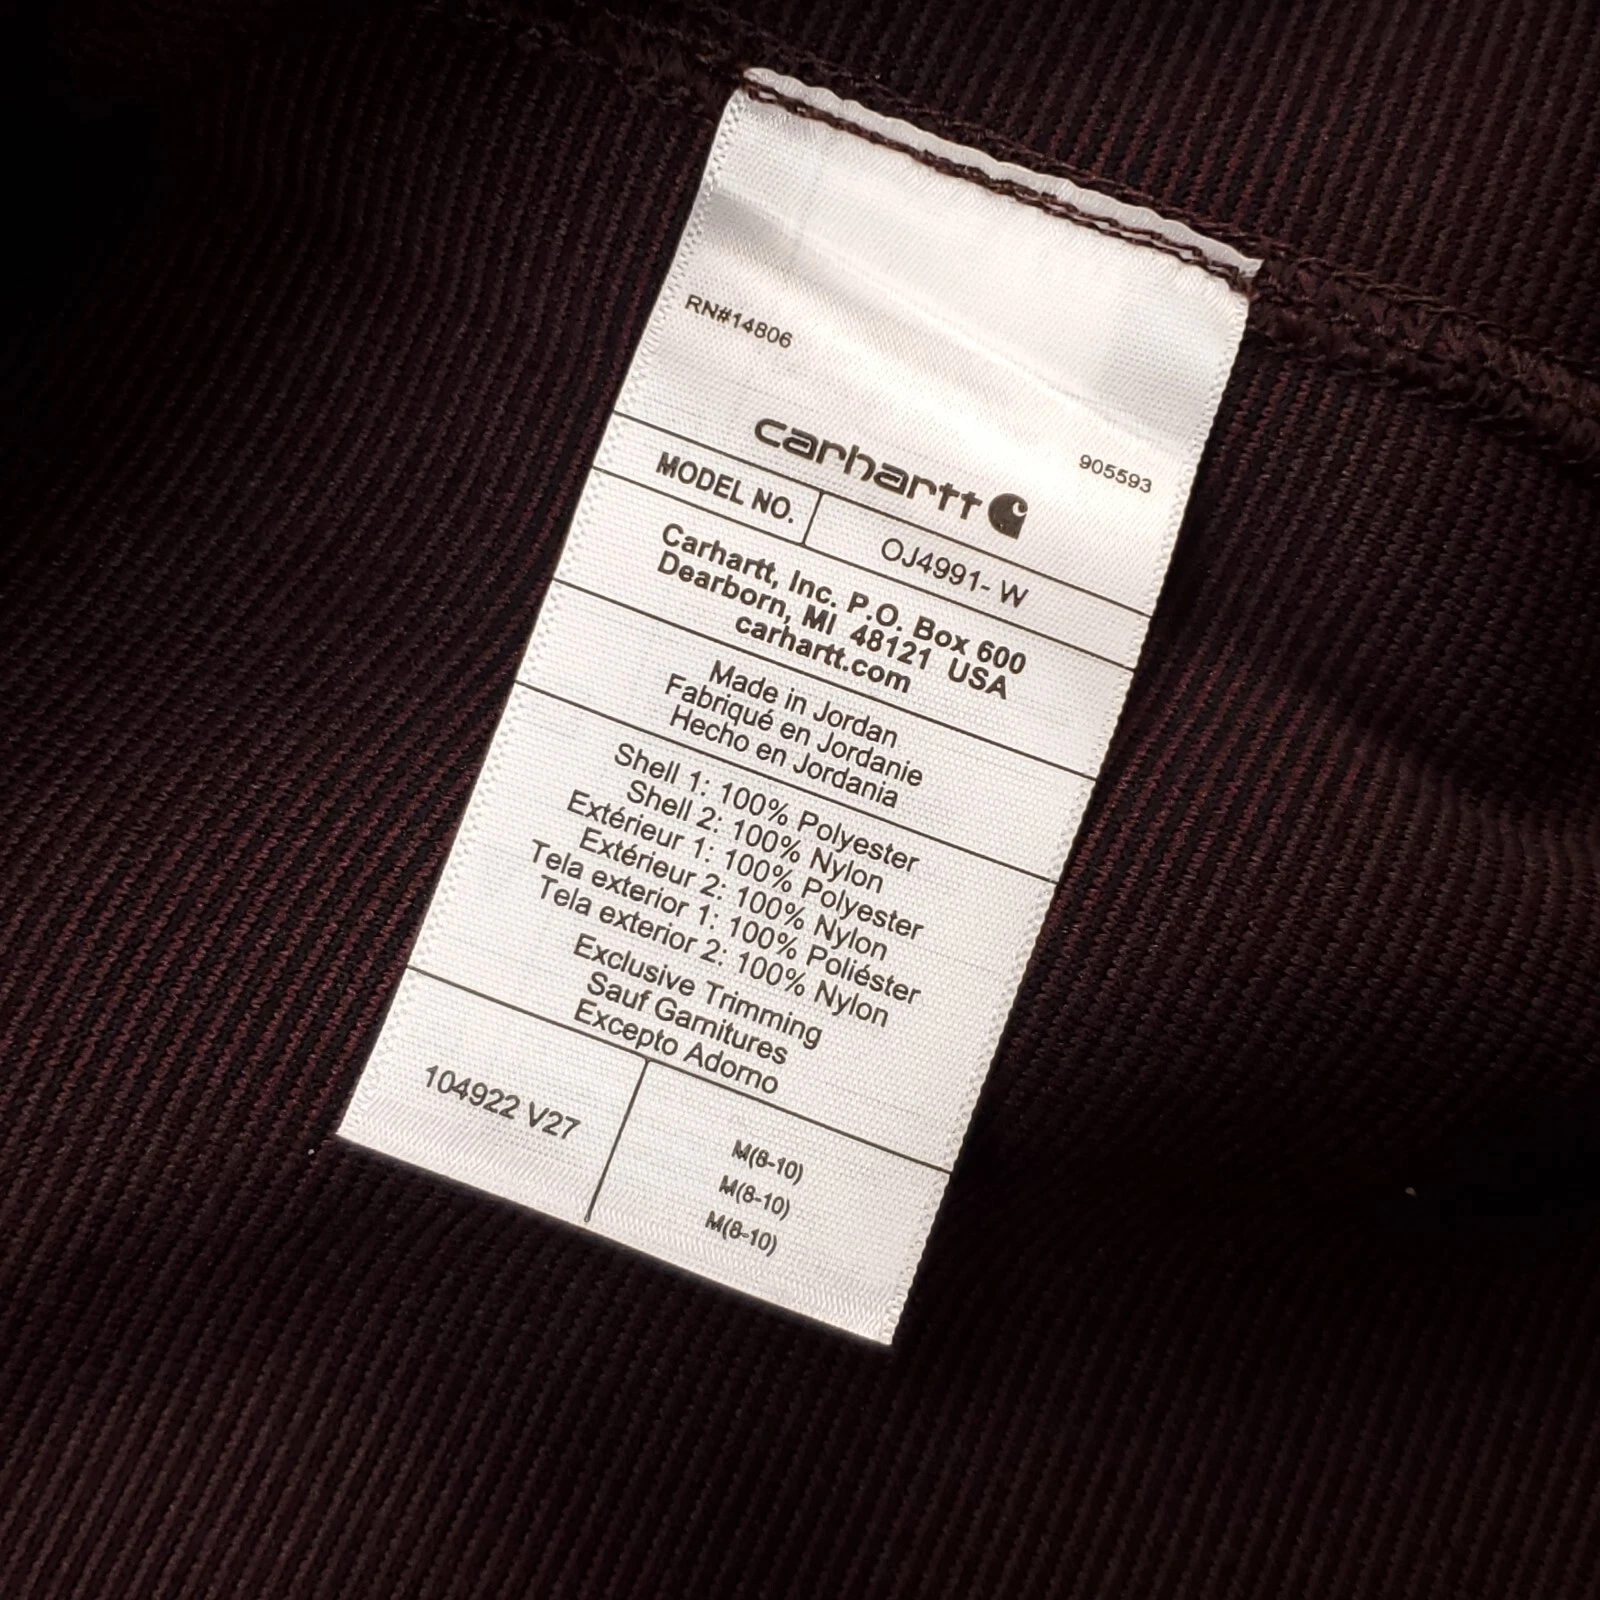 RN#14806
905593
carhartt
MODEL NO. OJ4991- W
Carhartt, Inc. P.O. Box 600
Dearborn, MI 48121 USA
carhartt.com
Made in Jordan
Fabriqué en Jordanie
Hecho en Jordania
Shell 1: 100% Polyester
Shell 2: 100% Nylon
Extérieur 1: 100% Polyester
Extérieur 2: 100% Nylon
Tela exterior 1: 100% Poliéster
Tela exterior 2: 100% Nylon
Exclusive Trimming
Sauf Garnitures
Excepto Adorno
104922 V27
M(8-10)
M(8-10)
M(8-10)